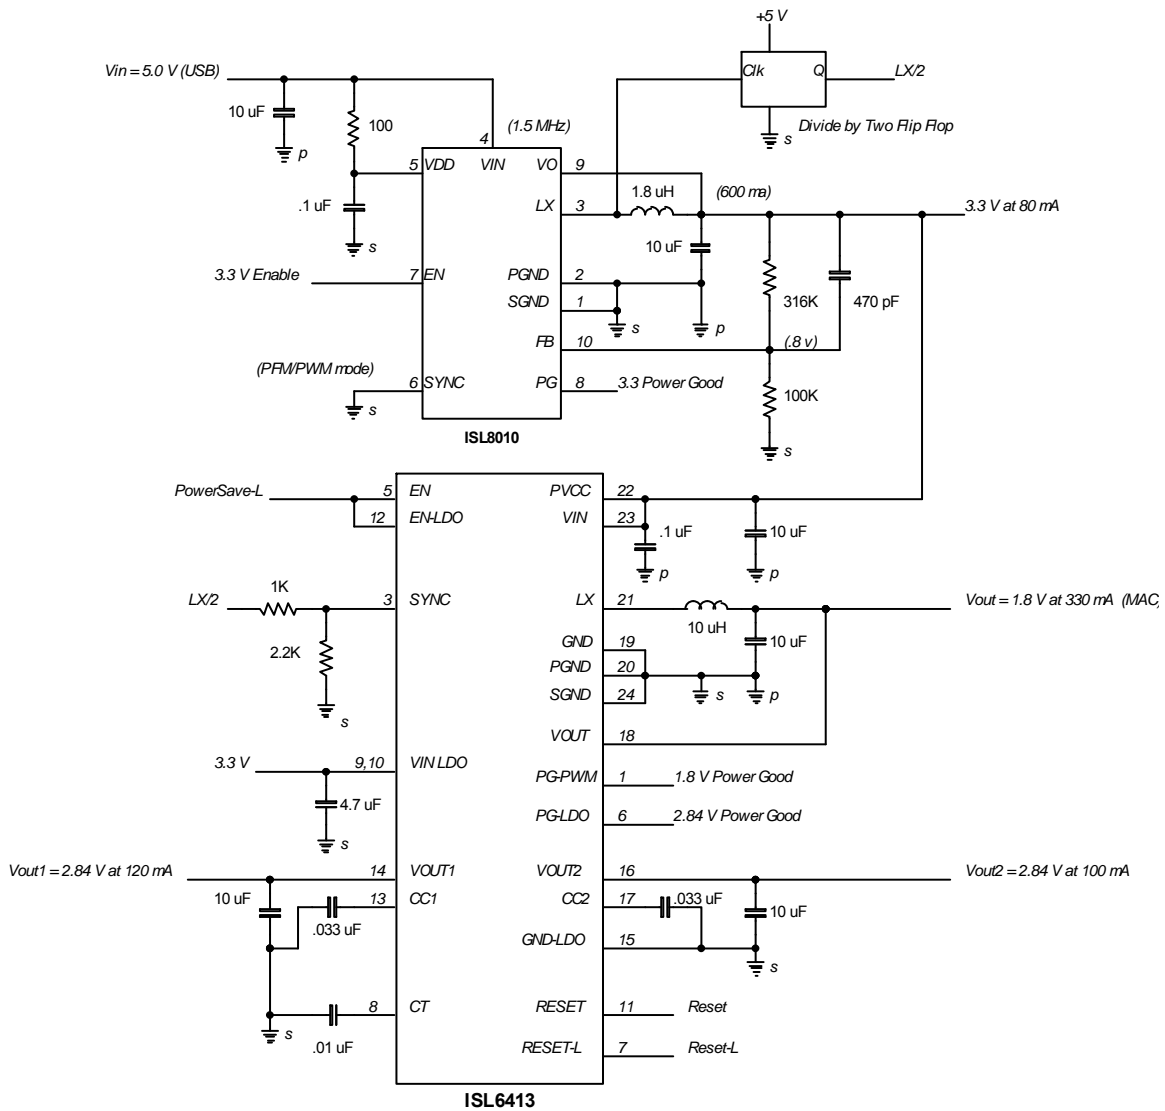 +5 V
Clk
Q
LX/2
s
Divide by Two Flip Flop
Vin = 5.0 V (USB)
10 uF
p
100
4
(1.5 MHz)
5
VDD
VIN
VO
9
.1 uF
s
LX
3
1.8 uH
(600 ma)
3.3 V at 80 mA
10 uF
3.3 V Enable
7
EN
PGND
2
SGND
1
s
p
316K
470 pF
FB
10
(.8 v)
(PFM/PWM mode)
6
SYNC
s
PG
8
3.3 Power Good
100K
s
ISL8010
PowerSave-L
5
EN
12
EN-LDO
PVCC
22
VIN
23
.1 uF
p
10 uF
p
LX/2
1K
3
SYNC
2.2K
s
LX
21
10 uH
Vout = 1.8 V at 330 mA (MAC)
10 uF
GND
19
PGND
20
SGND
24
s
p
VOUT
18
3.3 V
9,10
VIN LDO
4.7 uF
s
PG-PWM
1
1.8 V Power Good
PG-LDO
6
2.84 V Power Good
Vout1 = 2.84 V at 120 mA
14
VOUT1
10 uF
13
CC1
.033 uF
VOUT2
16
Vout2 = 2.84 V at 100 mA
CC2
17
.033 uF
10 uF
GND-LDO
15
s
8
CT
s
.01 uF
RESET
11
Reset
RESET-L
7
Reset-L
ISL6413